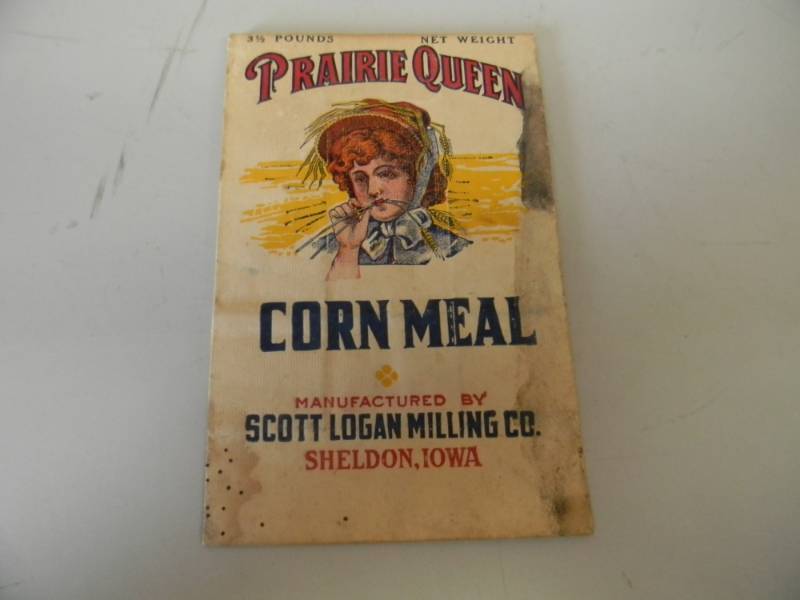 3½ POUNDS NET WEIGHT
PRAIRIE QUEEN
CORN MEAL
MANUFACTURED BY
SCOTT LOGAN MILLING CO.
SHELDON, IOWA